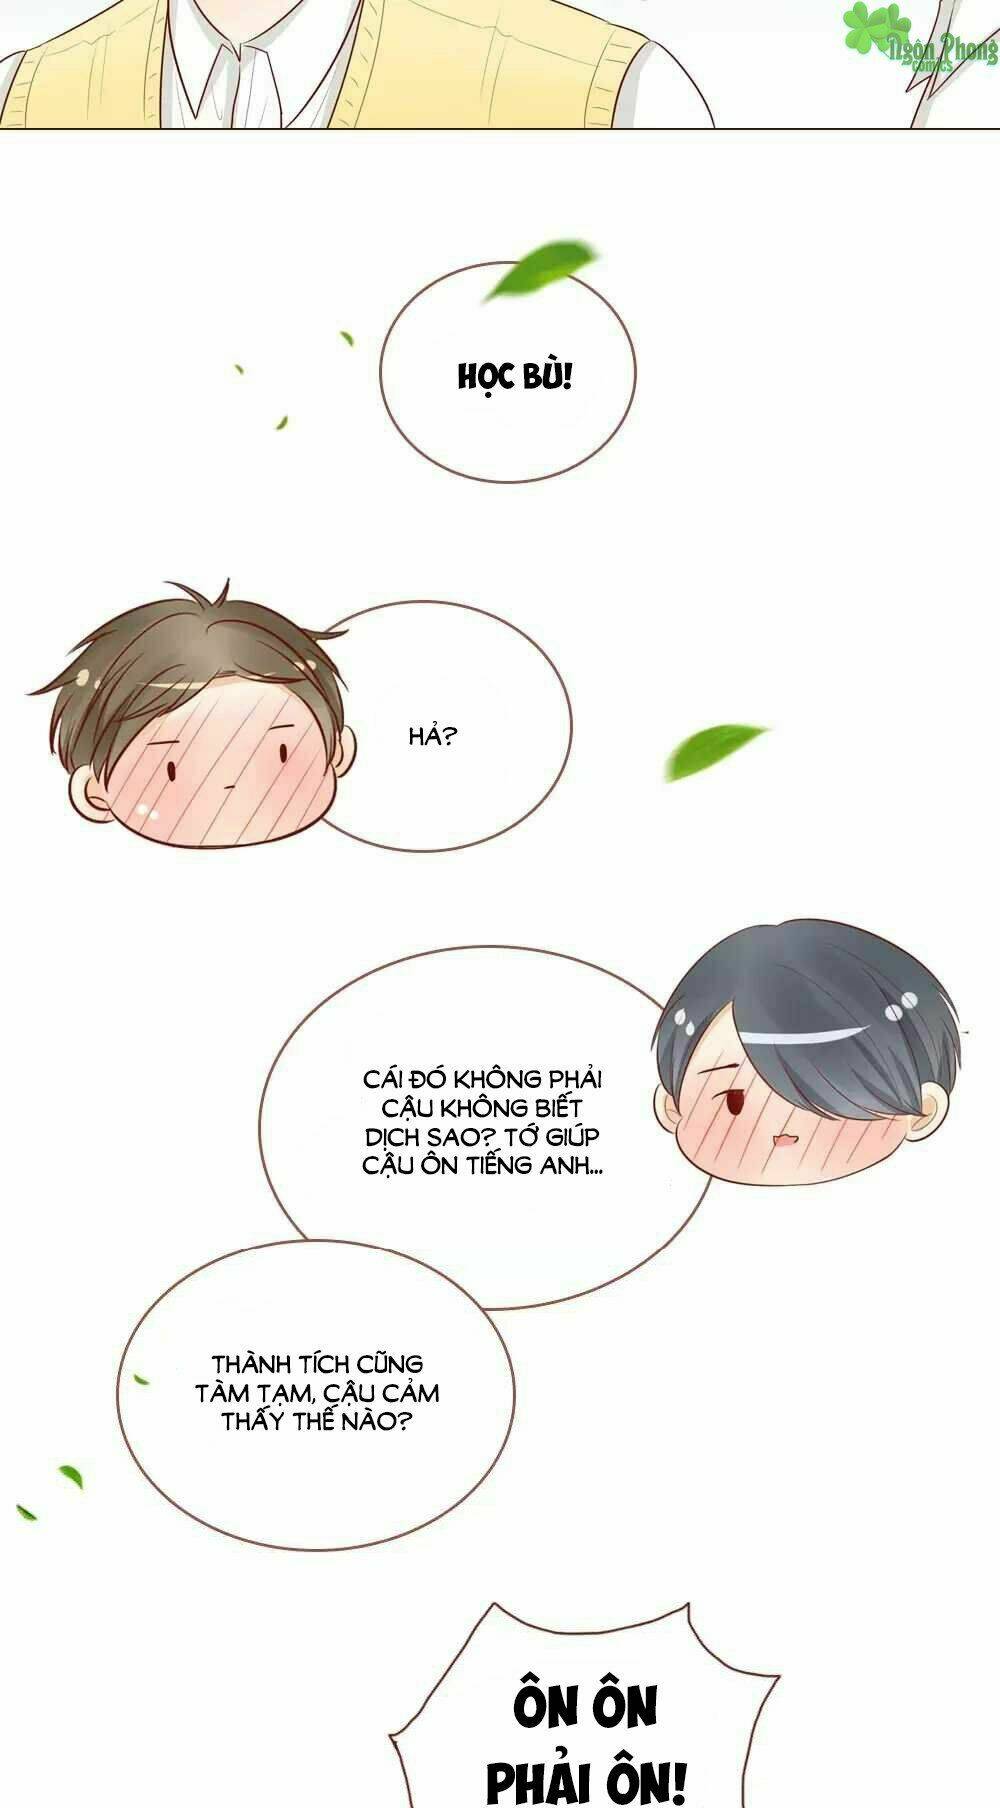 Ngôn Phong
comics
HỌC BÙ!
HẢ?
CÁI ĐÓ KHÔNG PHẢI
CẬU KHÔNG BIẾT
DỊCH SAO? TỚ GIÚP
CẬU ÔN TIẾNG ANH...
THÀNH TÍCH CŨNG
TÀM TẠM, CẬU CẢM
THẤY THẾ NÀO?
ÔN ÔN
PHẢI ÔN!